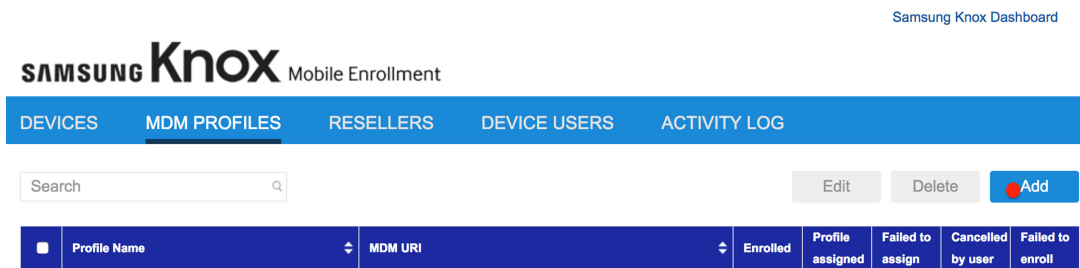 Samsung Knox Dashboard
SAMSUNG Knox Mobile Enrollment
DEVICES MDM PROFILES RESELLERS DEVICE USERS ACTIVITY LOG
Search Edit Delete Add
Profile Name MDM URI Enrolled Profile assigned Failed to assign Cancelled by user Failed to enroll